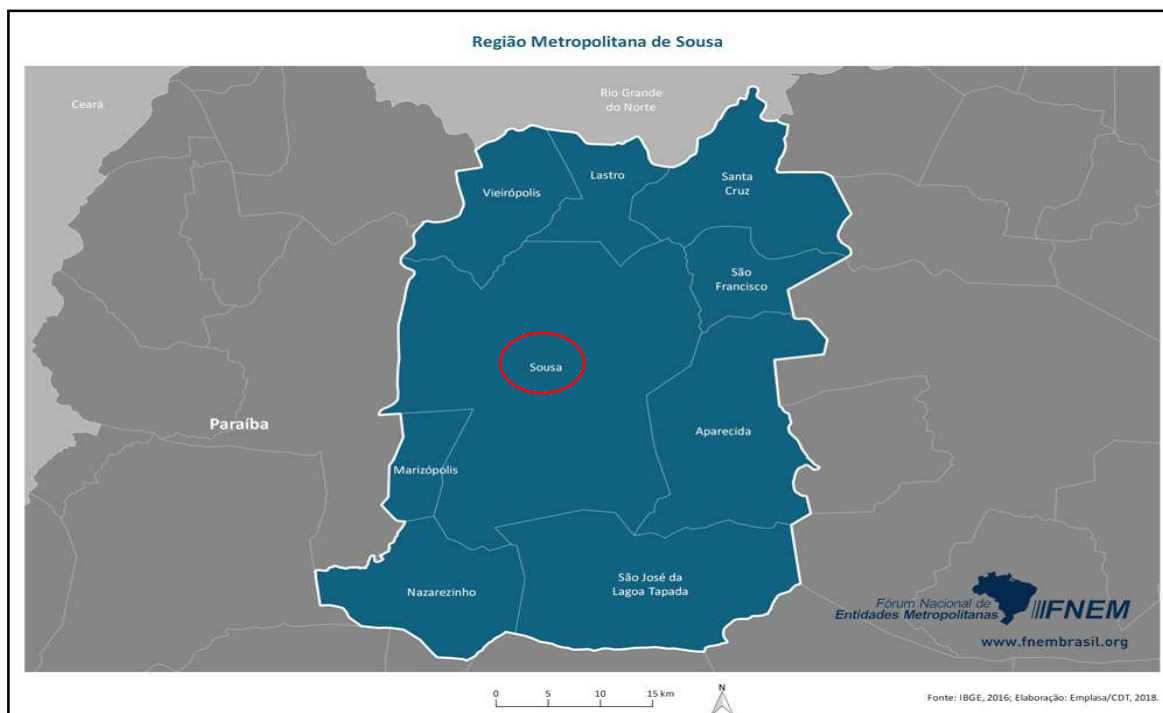 Região Metropolitana de Sousa
Ceará
Rio Grande
do Norte
Vieirópolis
Lastro
Santa
Cruz
São
Francisco
Sousa
Paraíba
Aparecida
Marizópolis
Nazarezinho
São José da
Lagoa Tapada
Fórum Nacional de
Entidades Metropolitanas
FNEM
www.fnembrasil.org
0 5 10 15 km
N
Fonte: IBGE, 2016; Elaboração: Emplasa/CDT, 2018.